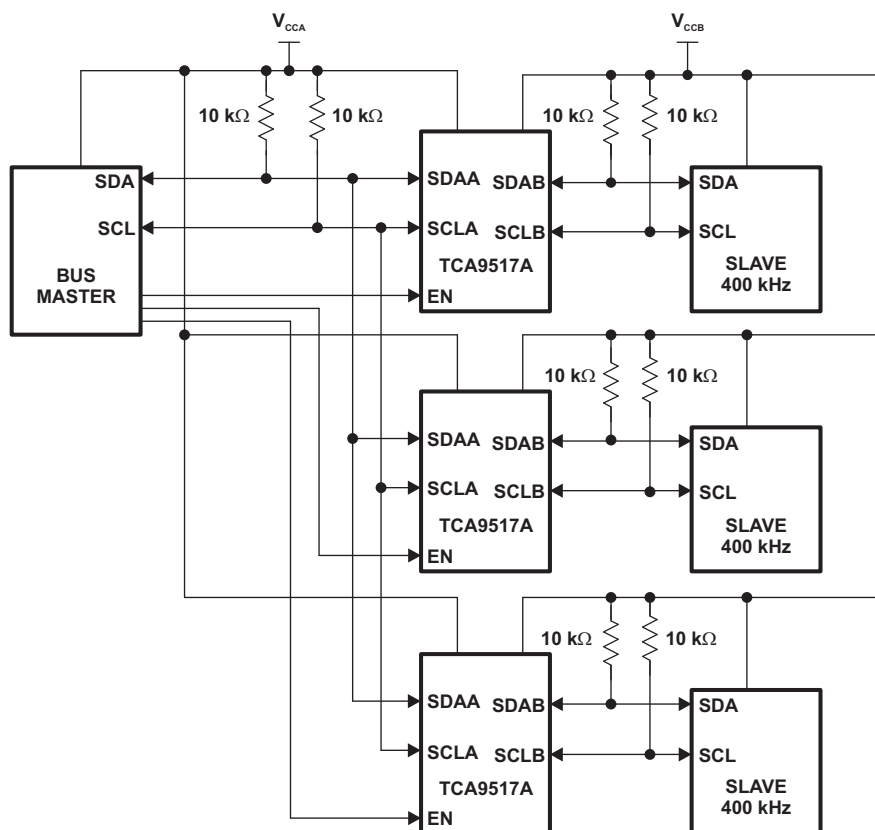 V_CCA
V_CCB
10 kΩ
10 kΩ
10 kΩ
10 kΩ
SDA
SCL
BUS
MASTER
SDAA
SDAB
SCLA
SCLB
TCA9517A
EN
SDA
SCL
SLAVE
400 kHz
10 kΩ
10 kΩ
SDAA
SDAB
SCLA
SCLB
TCA9517A
EN
SDA
SCL
SLAVE
400 kHz
10 kΩ
10 kΩ
SDAA
SDAB
SCLA
SCLB
TCA9517A
EN
SDA
SCL
SLAVE
400 kHz